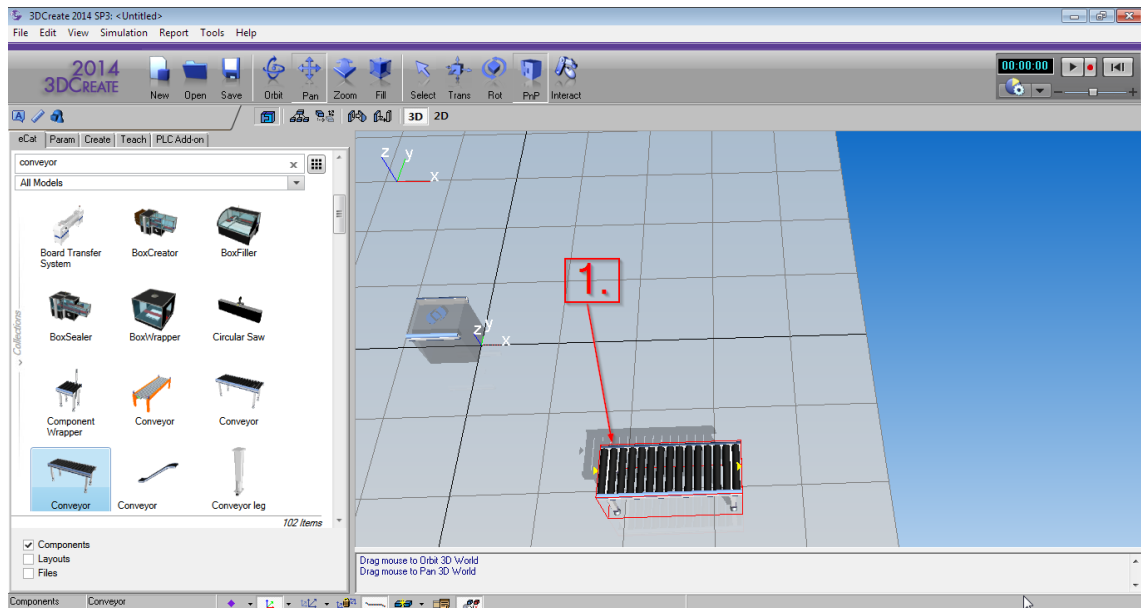 3DCreate 2014 SP3: <Untitled>
File Edit View Simulation Report Tools Help
2014
3DCREATE
New Open Save Orbit Pan Zoom Fill Select Trans Rot PnP Interact
00:00:00
3D 2D
eCat Param Create Teach PLC Add-on
conveyor
All Models
Board Transfer System
BoxCreator
BoxFiller
BoxSealer
BoxWrapper
Circular Saw
Component Wrapper
Conveyor
Conveyor
Conveyor
Conveyor
Conveyor leg
102 Items
Collections
Components
Layouts
Files
z y x
1.
z y x
Drag mouse to Orbit 3D World
Drag mouse to Pan 3D World
Components Conveyor